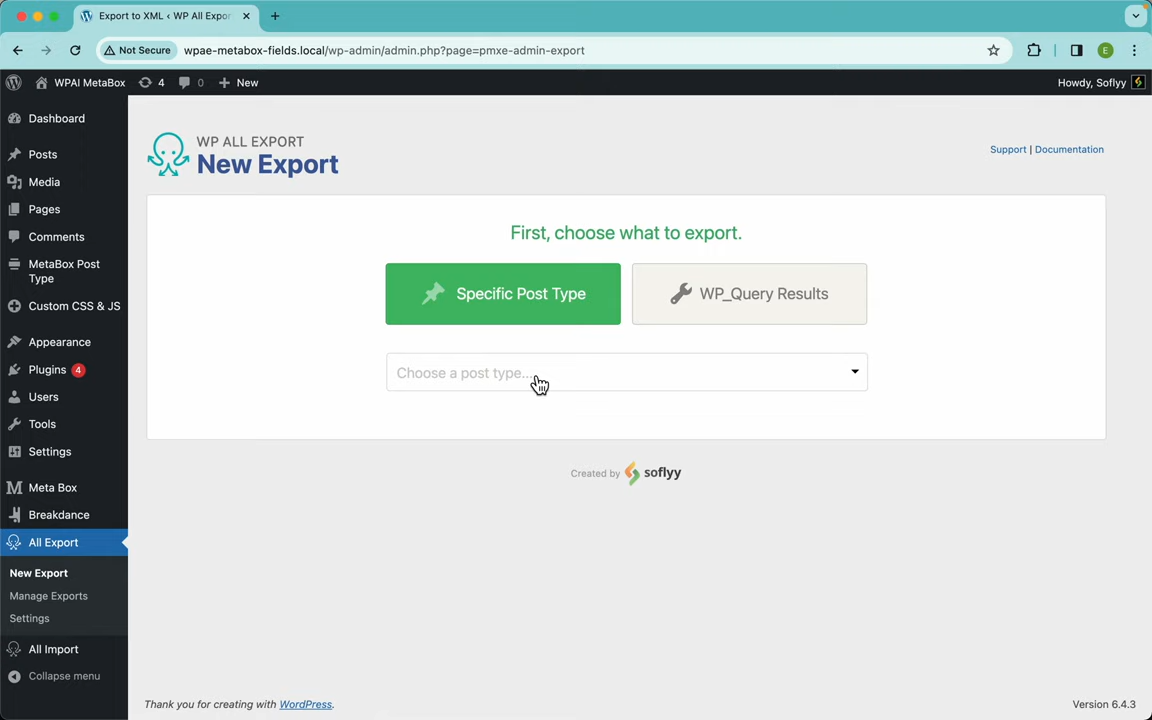 Export to XML ‹ WP All Expor
Not Secure
wpae-metabox-fields.local/wp-admin/admin.php?page=pmxe-admin-export
E
WPAI MetaBox
4
0
New
Howdy, Soflyy
Dashboard
Posts
Media
Pages
Comments
MetaBox Post
Type
Custom CSS & JS
Appearance
Plugins 4
Users
Tools
Settings
Meta Box
Breakdance
All Export
New Export
Manage Exports
Settings
All Import
Collapse menu
WP ALL EXPORT
New Export
Support | Documentation
First, choose what to export.
Specific Post Type
WP_Query Results
Choose a post type...
Created by soflyy
Thank you for creating with WordPress.
Version 6.4.3